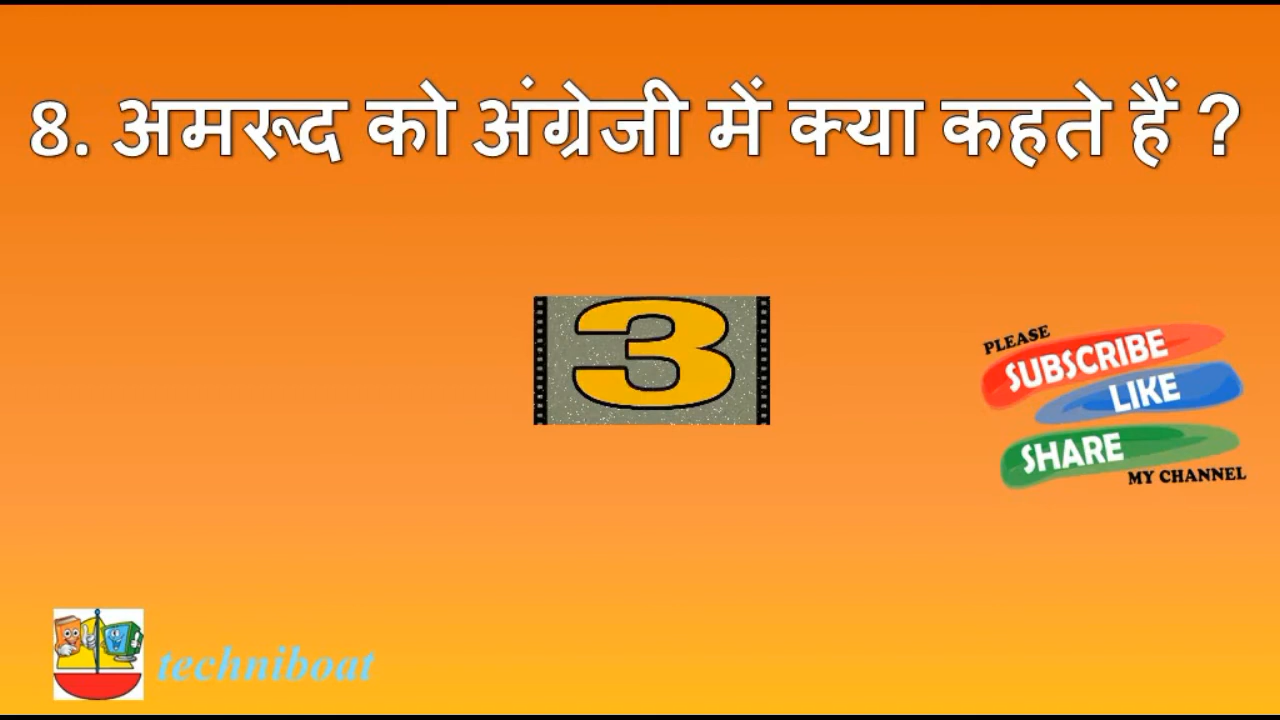 8. अमरूद को अंग्रेजी में क्या कहते हैं ?
3
PLEASE
SUBSCRIBE
LIKE
SHARE
MY CHANNEL
techniboat